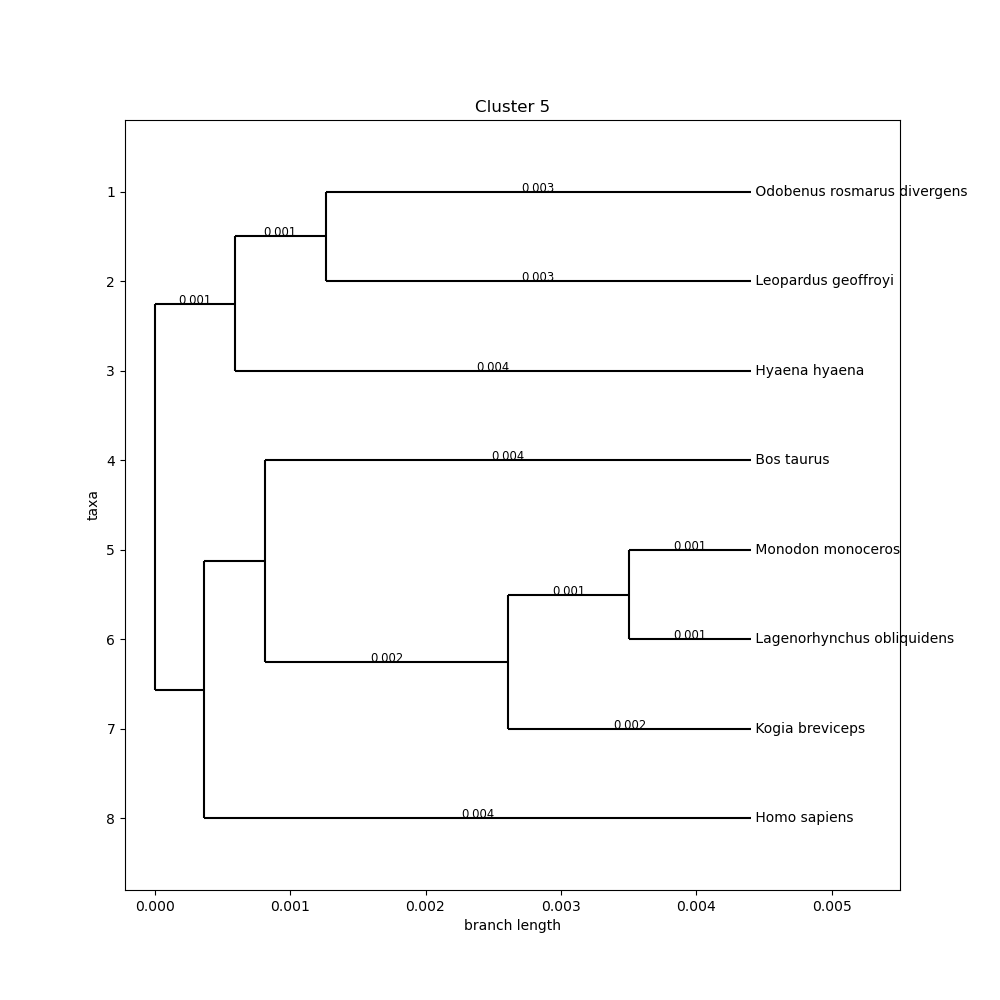 Cluster 5
1
0.003
Odobenus rosmarus divergens
0.001
2
0.003
Leopardus geoffroyi
0.001
3
0.004
Hyaena hyaena
4
0.004
Bos taurus
taxa
5
0.001
Monodon monoceros
0.001
6
0.001
Lagenorhynchus obliquidens
0.002
7
0.002
Kogia breviceps
8
0.004
Homo sapiens
0.000 0.001 0.002 0.003 0.004 0.005
branch length